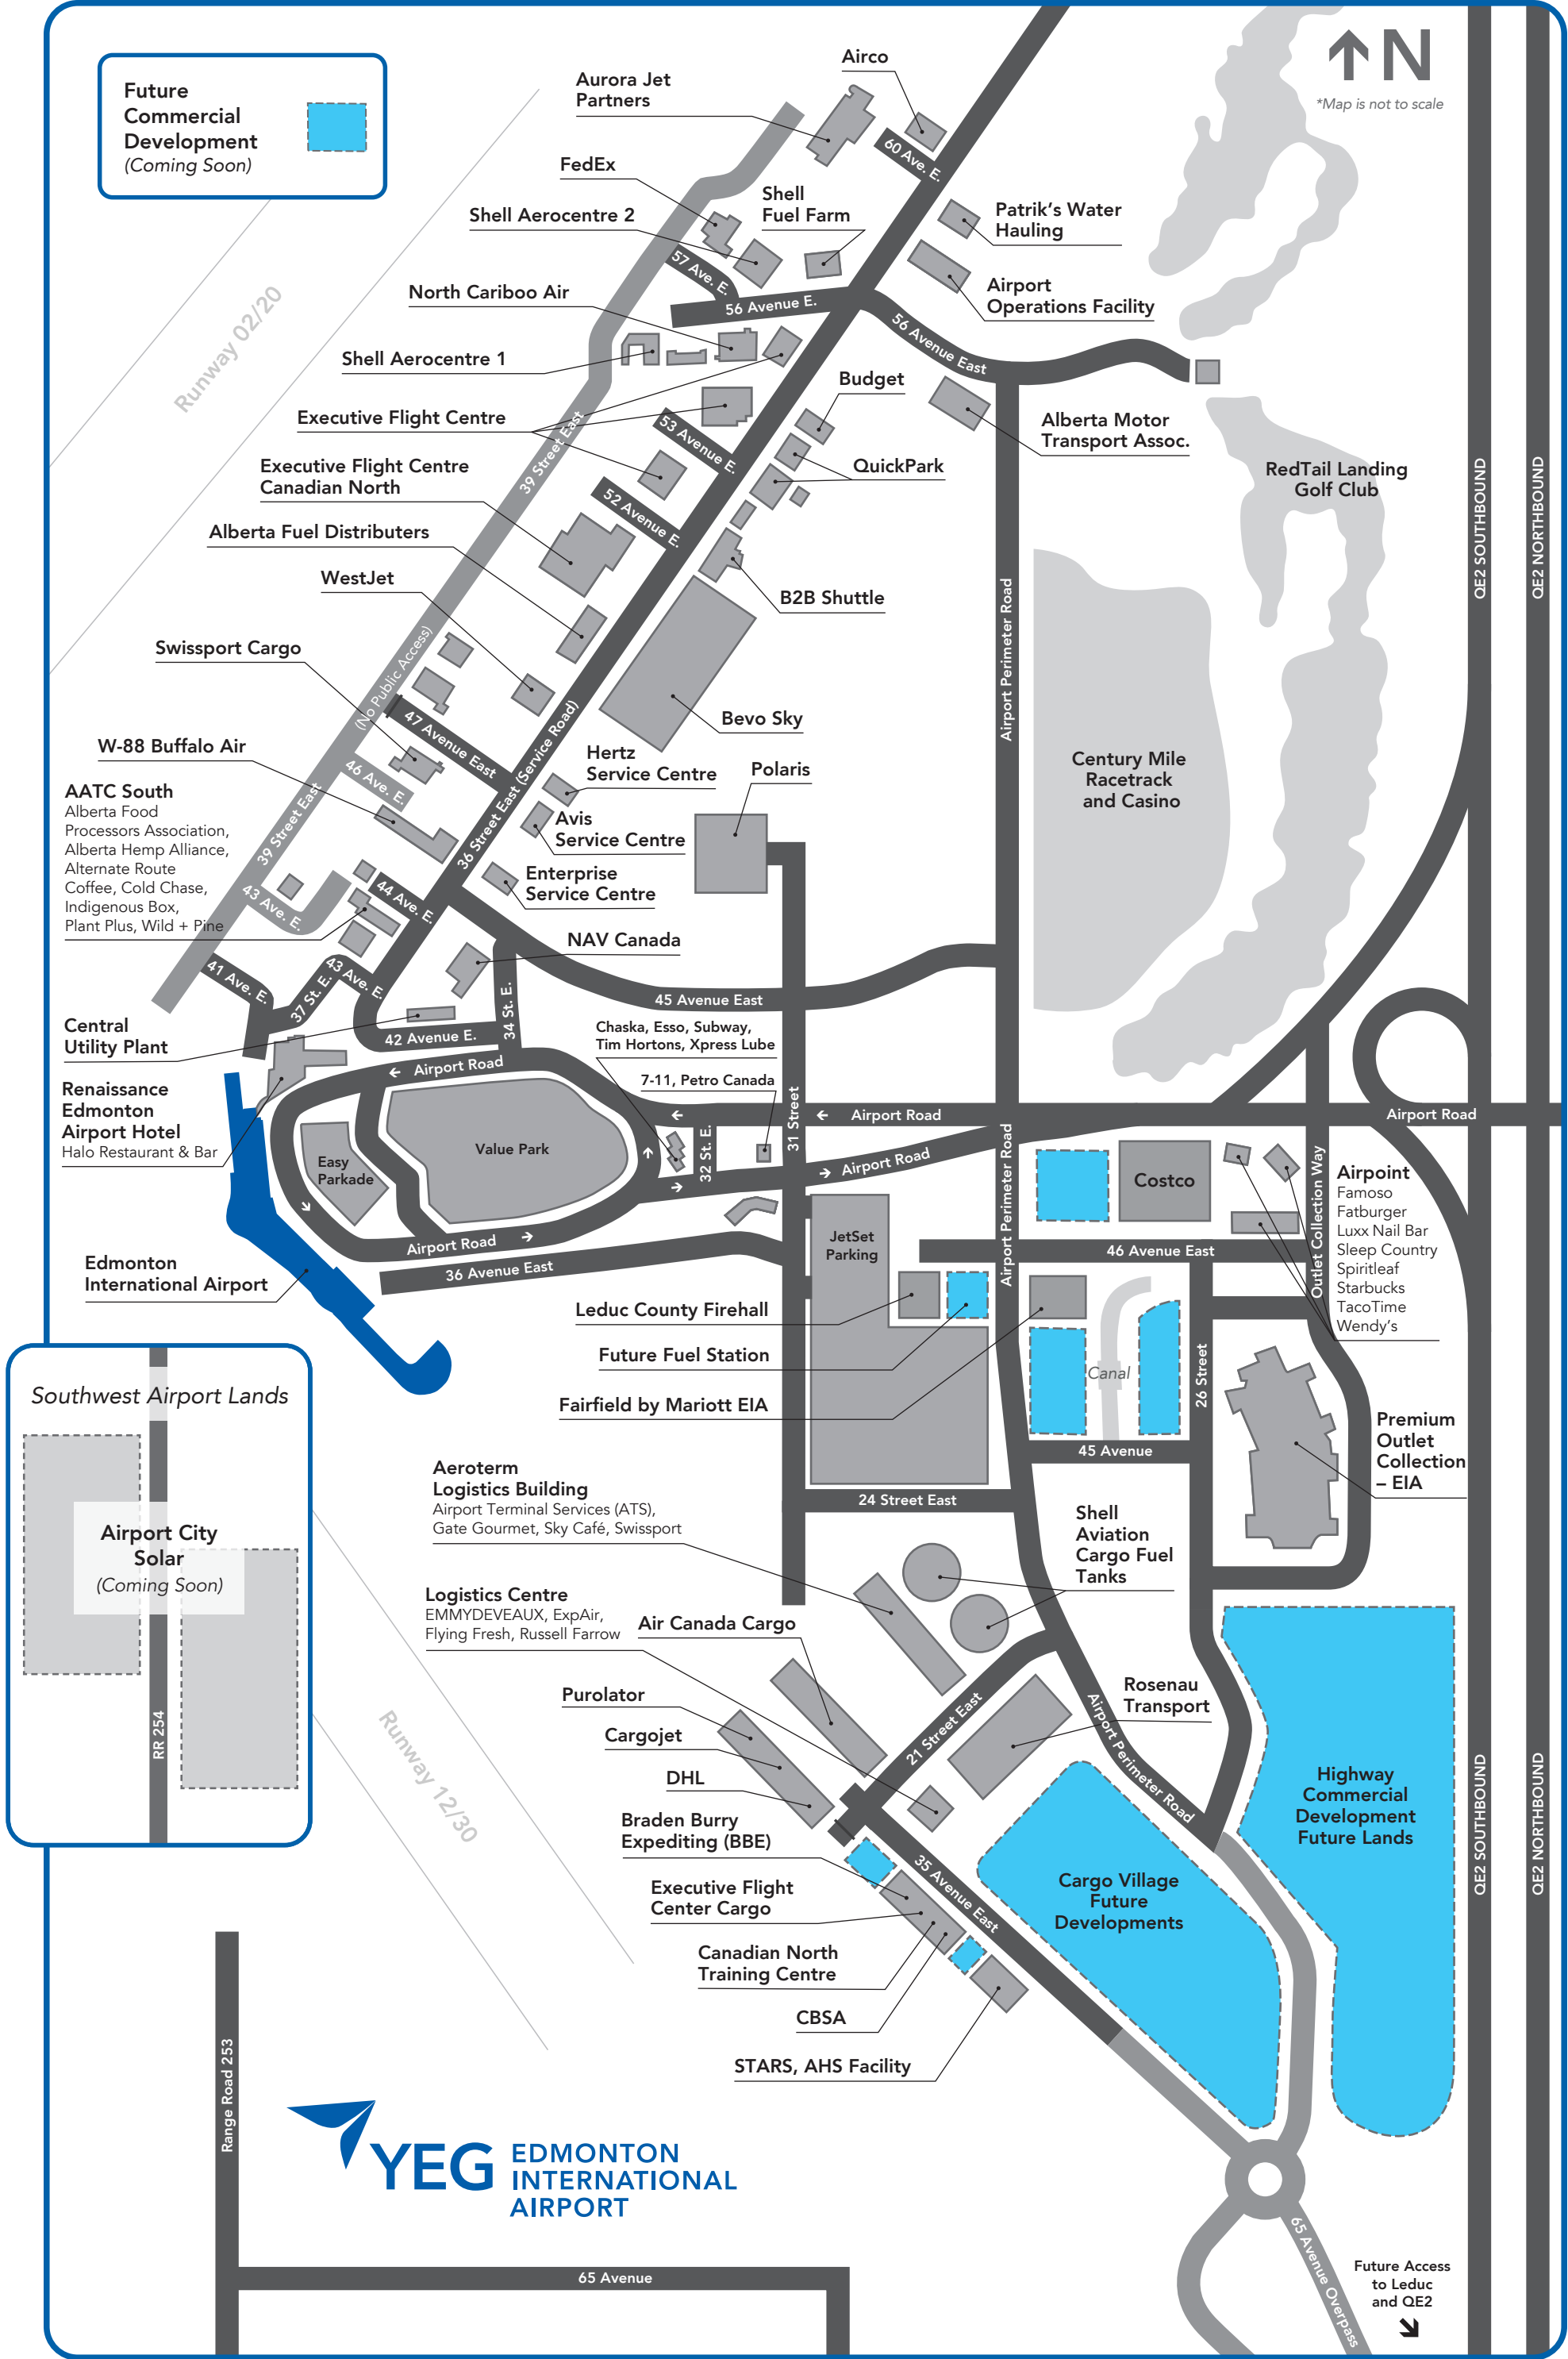 Future
Commercial
Development
(Coming Soon)
N
*Map is not to scale
Airco
Aurora Jet
Partners
60 Ave. E.
FedEx
Shell
Fuel Farm
Shell Aerocentre 2
Patrik's Water
Hauling
57 Ave. E.
Airport
Operations Facility
North Cariboo Air
56 Avenue E.
56 Avenue East
Runway 02/20
Shell Aerocentre 1
Budget
Executive Flight Centre
53 Avenue E.
Alberta Motor
Transport Assoc.
39 Street East
QuickPark
RedTail Landing
Golf Club
Executive Flight Centre
Canadian North
52 Avenue E.
QE2 SOUTHBOUND
QE2 NORTHBOUND
Alberta Fuel Distributers
WestJet
B2B Shuttle
Airport Perimeter Road
Swissport Cargo
(No Public Access)
Bevo Sky
47 Avenue East
36 Street East (Service Road)
W-88 Buffalo Air
Hertz
Service Centre
Polaris
Century Mile
Racetrack
and Casino
46 Ave. E.
AATC South
Alberta Food
Processors Association,
Alberta Hemp Alliance,
Alternate Route
Coffee, Cold Chase,
Indigenous Box,
Plant Plus, Wild + Pine
39 Street East
Avis
Service Centre
Enterprise
Service Centre
44 Ave. E.
43 Ave. E.
NAV Canada
41 Ave. E.
37 St. E.
43 Ave. E.
34 St. E.
45 Avenue East
Central
Utility Plant
42 Avenue E.
Chaska, Esso, Subway,
Tim Hortons, Xpress Lube
Airport Road
7-11, Petro Canada
Renaissance
Edmonton
Airport Hotel
Halo Restaurant & Bar
31 Street
Airport Road
Airport Road
Value Park
Easy
Parkade
32 St. E.
Airport Road
Airport Perimeter Road
Costco
Outlet Collection Way
Airpoint
Famoso
Fatburger
Luxx Nail Bar
Sleep Country
Spiritleaf
Starbucks
TacoTime
Wendy's
JetSet
Parking
Airport Road
46 Avenue East
Edmonton
International Airport
36 Avenue East
Leduc County Firehall
Future Fuel Station
Canal
26 Street
Fairfield by Mariott EIA
Southwest Airport Lands
45 Avenue
Premium
Outlet
Collection
– EIA
Aeroterm
Logistics Building
Airport Terminal Services (ATS),
Gate Gourmet, Sky Café, Swissport
24 Street East
Shell
Aviation
Cargo Fuel
Tanks
Airport City
Solar
(Coming Soon)
Logistics Centre
EMMYDEVEAUX, ExpAir,
Flying Fresh, Russell Farrow
Air Canada Cargo
RR 254
Runway 12/30
Purolator
Rosenau
Transport
21 Street East
Airport Perimeter Road
Cargojet
DHL
Highway
Commercial
Development
Future Lands
Braden Burry
Expediting (BBE)
35 Avenue East
Cargo Village
Future
Developments
QE2 SOUTHBOUND
QE2 NORTHBOUND
Executive Flight
Center Cargo
Canadian North
Training Centre
CBSA
STARS, AHS Facility
Range Road 253
YEG
EDMONTON
INTERNATIONAL
AIRPORT
65 Avenue
65 Avenue Overpass
Future Access
to Leduc
and QE2